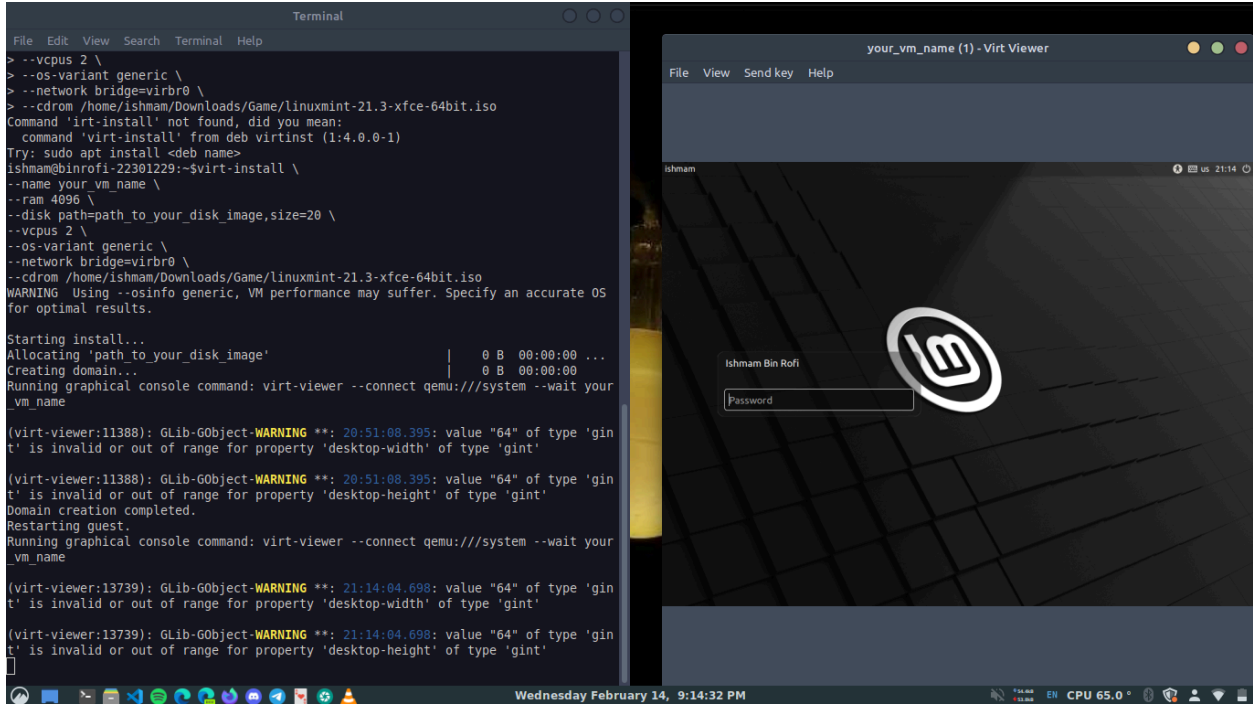 Terminal
File Edit View Search Terminal Help
> --vcpus 2 \
> --os-variant generic \
> --network bridge=virbr0 \
> --cdrom /home/ishmam/Downloads/Game/linuxmint-21.3-xfce-64bit.iso
Command 'irt-install' not found, did you mean:
  command 'virt-install' from deb virtinst (1:4.0.0-1)
Try: sudo apt install <deb name>
ishmam@binrofi-22301229:~$virt-install \
--name your_vm_name \
--ram 4096 \
--disk path=path_to_your_disk_image,size=20 \
--vcpus 2 \
--os-variant generic \
--network bridge=virbr0 \
--cdrom /home/ishmam/Downloads/Game/linuxmint-21.3-xfce-64bit.iso
WARNING  Using --osinfo generic, VM performance may suffer. Specify an accurate OS
for optimal results.
Starting install...
Allocating 'path_to_your_disk_image' | 0 B 00:00:00 ...
Creating domain... | 0 B 00:00:00
Running graphical console command: virt-viewer --connect qemu:///system --wait your
_vm_name
(virt-viewer:11388): GLib-GObject-WARNING **: 20:51:08.395: value "64" of type 'gin
t' is invalid or out of range for property 'desktop-width' of type 'gint'
(virt-viewer:11388): GLib-GObject-WARNING **: 20:51:08.395: value "64" of type 'gin
t' is invalid or out of range for property 'desktop-height' of type 'gint'
Domain creation completed.
Restarting guest.
Running graphical console command: virt-viewer --connect qemu:///system --wait your
_vm_name
(virt-viewer:13739): GLib-GObject-WARNING **: 21:14:04.698: value "64" of type 'gin
t' is invalid or out of range for property 'desktop-width' of type 'gint'
(virt-viewer:13739): GLib-GObject-WARNING **: 21:14:04.698: value "64" of type 'gin
t' is invalid or out of range for property 'desktop-height' of type 'gint'
your_vm_name (1) - Virt Viewer
File View Send key Help
ishmam
us 21:14
Ishmam Bin Rofi
Password
Wednesday February 14, 9:14:32 PM
EN CPU 65.0 °